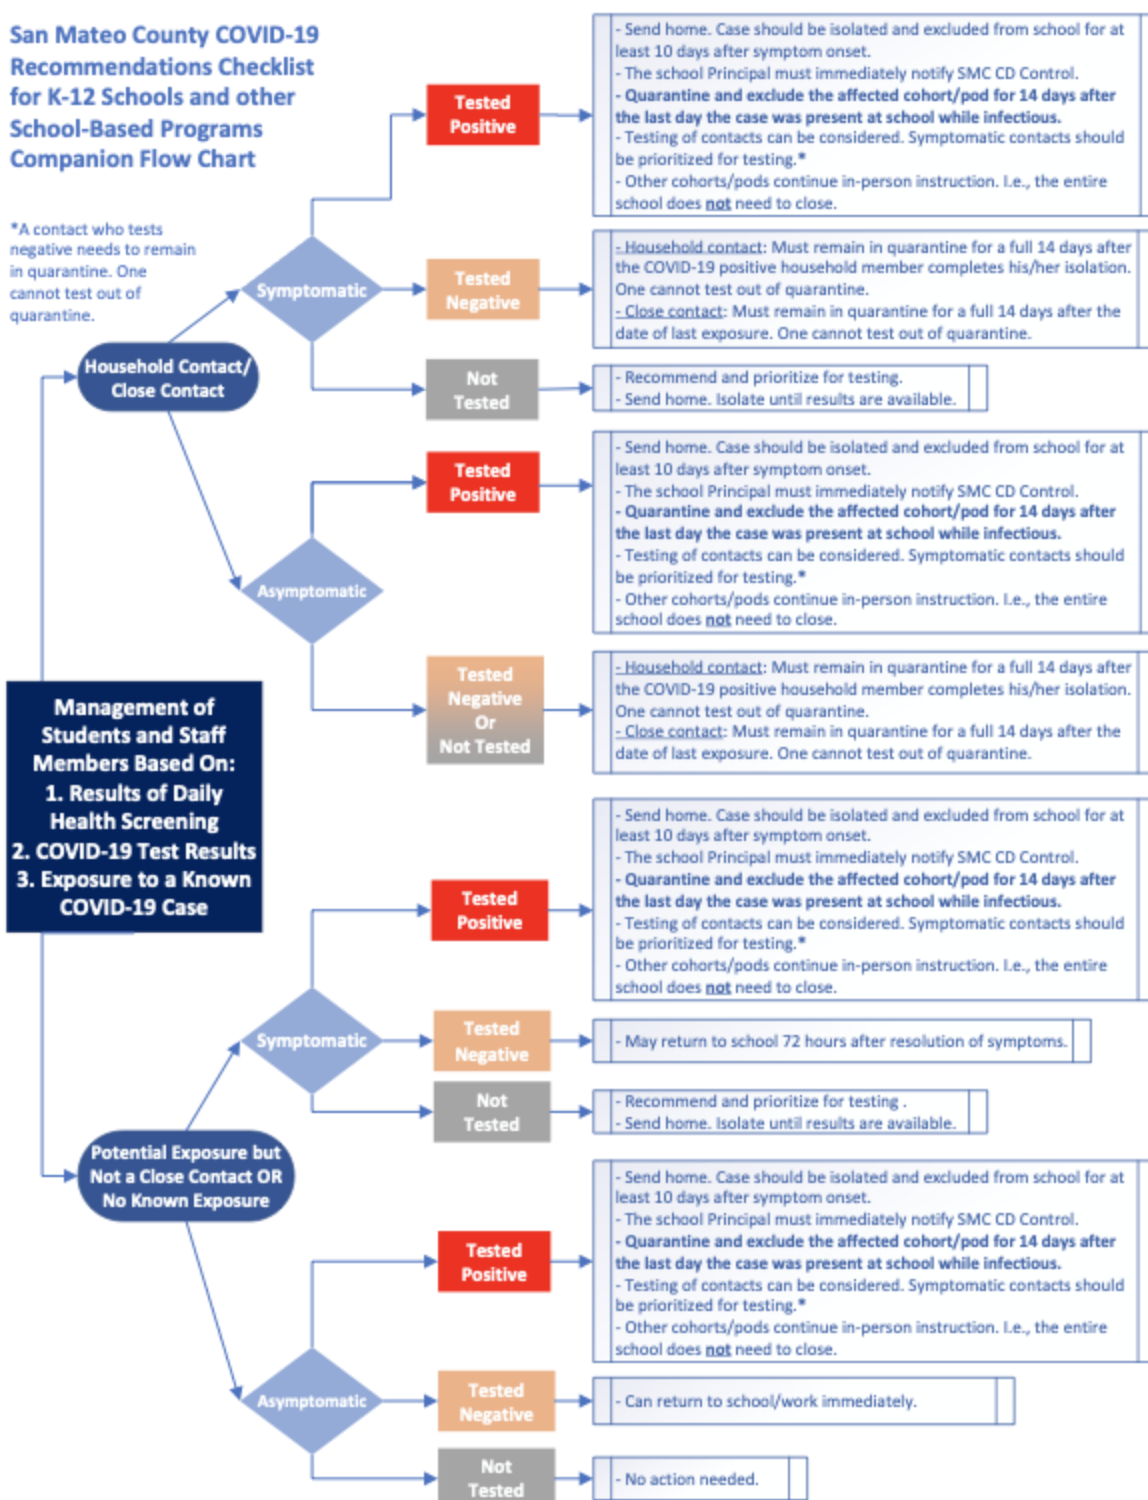 San Mateo County COVID-19
Recommendations Checklist
for K-12 Schools and other
School-Based Programs
Companion Flow Chart
*A contact who tests
negative needs to remain
in quarantine. One
cannot test out of
quarantine.
Management of
Students and Staff
Members Based On:
1. Results of Daily
Health Screening
2. COVID-19 Test Results
3. Exposure to a Known
COVID-19 Case
Household Contact/
Close Contact
Symptomatic
Tested
Positive
- Send home. Case should be isolated and excluded from school for at
least 10 days after symptom onset.
- The school Principal must immediately notify SMC CD Control.
- Quarantine and exclude the affected cohort/pod for 14 days after
the last day the case was present at school while infectious.
- Testing of contacts can be considered. Symptomatic contacts should
be prioritized for testing.*
- Other cohorts/pods continue in-person instruction. I.e., the entire
school does not need to close.
Tested
Negative
- Household contact: Must remain in quarantine for a full 14 days after
the COVID-19 positive household member completes his/her isolation.
One cannot test out of quarantine.
- Close contact: Must remain in quarantine for a full 14 days after the
date of last exposure. One cannot test out of quarantine.
Not
Tested
- Recommend and prioritize for testing.
- Send home. Isolate until results are available.
Asymptomatic
Tested
Positive
- Send home. Case should be isolated and excluded from school for at
least 10 days after symptom onset.
- The school Principal must immediately notify SMC CD Control.
- Quarantine and exclude the affected cohort/pod for 14 days after
the last day the case was present at school while infectious.
- Testing of contacts can be considered. Symptomatic contacts should
be prioritized for testing.*
- Other cohorts/pods continue in-person instruction. I.e., the entire
school does not need to close.
Tested
Negative
Or
Not Tested
- Household contact: Must remain in quarantine for a full 14 days after
the COVID-19 positive household member completes his/her isolation.
One cannot test out of quarantine.
- Close contact: Must remain in quarantine for a full 14 days after the
date of last exposure. One cannot test out of quarantine.
Potential Exposure but
Not a Close Contact OR
No Known Exposure
Symptomatic
Tested
Positive
- Send home. Case should be isolated and excluded from school for at
least 10 days after symptom onset.
- The school Principal must immediately notify SMC CD Control.
- Quarantine and exclude the affected cohort/pod for 14 days after
the last day the case was present at school while infectious.
- Testing of contacts can be considered. Symptomatic contacts should
be prioritized for testing.*
- Other cohorts/pods continue in-person instruction. I.e., the entire
school does not need to close.
Tested
Negative
- May return to school 72 hours after resolution of symptoms.
Not
Tested
- Recommend and prioritize for testing .
- Send home. Isolate until results are available.
Asymptomatic
Tested
Positive
- Send home. Case should be isolated and excluded from school for at
least 10 days after symptom onset.
- The school Principal must immediately notify SMC CD Control.
- Quarantine and exclude the affected cohort/pod for 14 days after
the last day the case was present at school while infectious.
- Testing of contacts can be considered. Symptomatic contacts should
be prioritized for testing.*
- Other cohorts/pods continue in-person instruction. I.e., the entire
school does not need to close.
Tested
Negative
- Can return to school/work immediately.
Not
Tested
- No action needed.